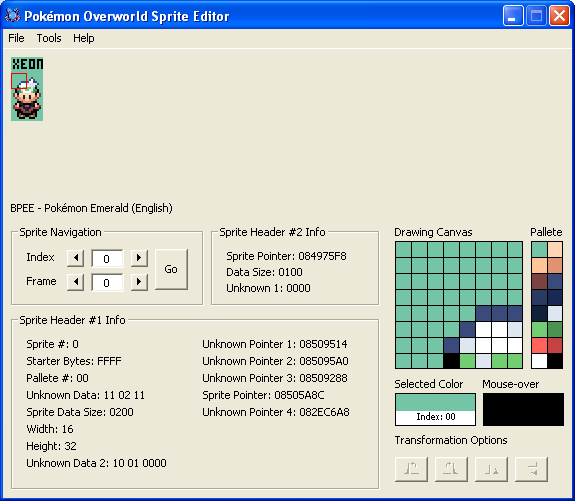 Pokémon Overworld Sprite Editor
File Tools Help
XEON
BPEE - Pokémon Emerald (English)
Sprite Navigation
Index 0
Frame 0
Go
Sprite Header #2 Info
Sprite Pointer: 084975F8
Data Size: 0100
Unknown 1: 0000
Drawing Canvas
Pallete
Sprite Header #1 Info
Sprite #: 0
Starter Bytes: FFFF
Pallete #: 00
Unknown Data: 11 02 11
Sprite Data Size: 0200
Width: 16
Height: 32
Unknown Data 2: 10 01 0000
Unknown Pointer 1: 08509514
Unknown Pointer 2: 085095A0
Unknown Pointer 3: 08509288
Sprite Pointer: 08505A8C
Unknown Pointer 4: 082EC6A8
Selected Color
Index: 00
Mouse-over
Transformation Options